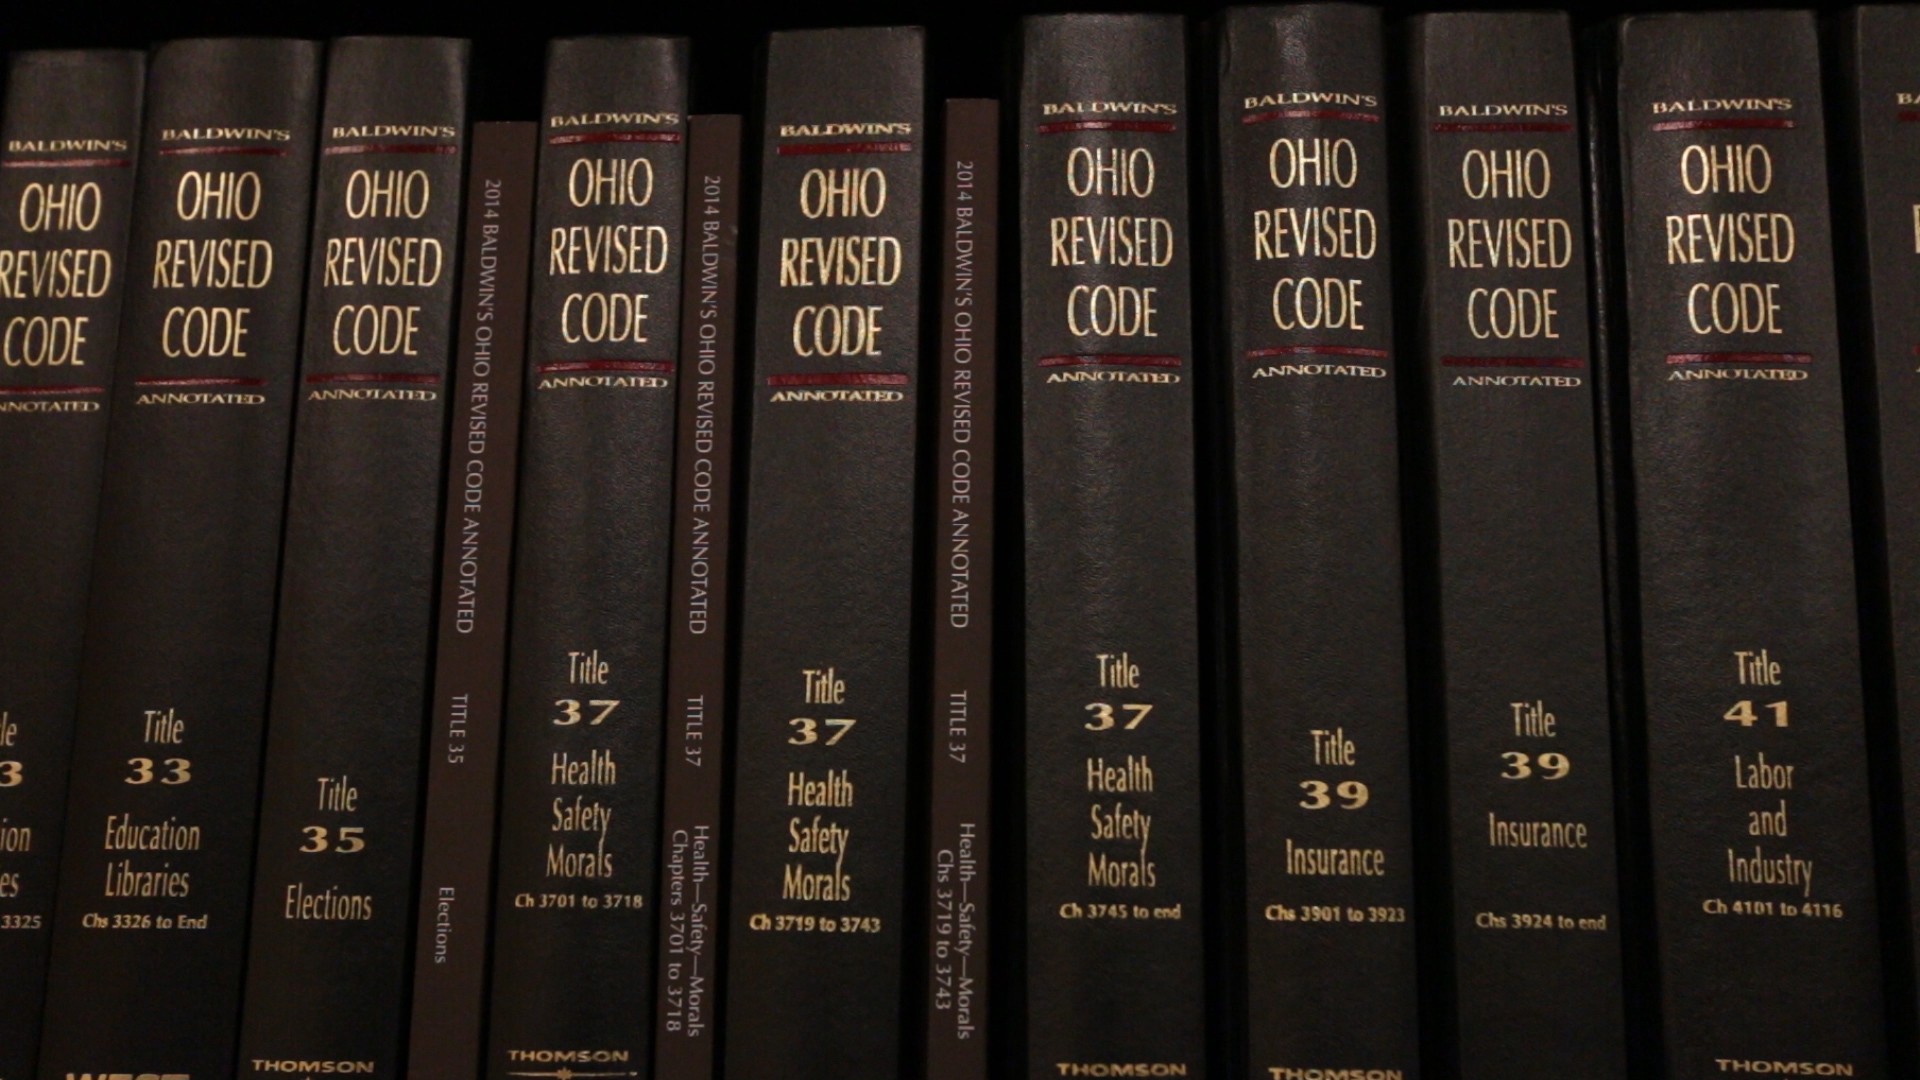 BALDWIN'S
OHIO
REVISED
CODE
ANNOTATED
3325
BALDWIN'S
OHIO
REVISED
CODE
ANNOTATED
Title
33
Education
Libraries
Chs 3326 to End
WEST
BALDWIN'S
OHIO
REVISED
CODE
ANNOTATED
Title
35
Elections
THOMSON
2014 BALDWIN'S OHIO REVISED CODE ANNOTATED TITLE 35 Elections
BALDWIN'S
OHIO
REVISED
CODE
ANNOTATED
Title
37
Health
Safety
Morals
Ch 3701 to 3718
THOMSON
2014 BALDWIN'S OHIO REVISED CODE ANNOTATED TITLE 37 Health—Safety—Morals
Chapters 3701 to 3718
BALDWIN'S
OHIO
REVISED
CODE
ANNOTATED
Title
37
Health
Safety
Morals
Ch 3719 to 3743
2014 BALDWIN'S OHIO REVISED CODE ANNOTATED TITLE 37 Health—Safety—Morals
Chs 3719 to 3743
BALDWIN'S
OHIO
REVISED
CODE
ANNOTATED
Title
37
Health
Safety
Morals
Ch 3745 to end
THOMSON
BALDWIN'S
OHIO
REVISED
CODE
ANNOTATED
Title
39
Insurance
Chs 3901 to 3923
THOMSON
BALDWIN'S
OHIO
REVISED
CODE
ANNOTATED
Title
39
Insurance
Chs 3924 to end
BALDWIN'S
OHIO
REVISED
CODE
ANNOTATED
Title
41
Labor
and
Industry
Ch 4101 to 4116
THOMSON